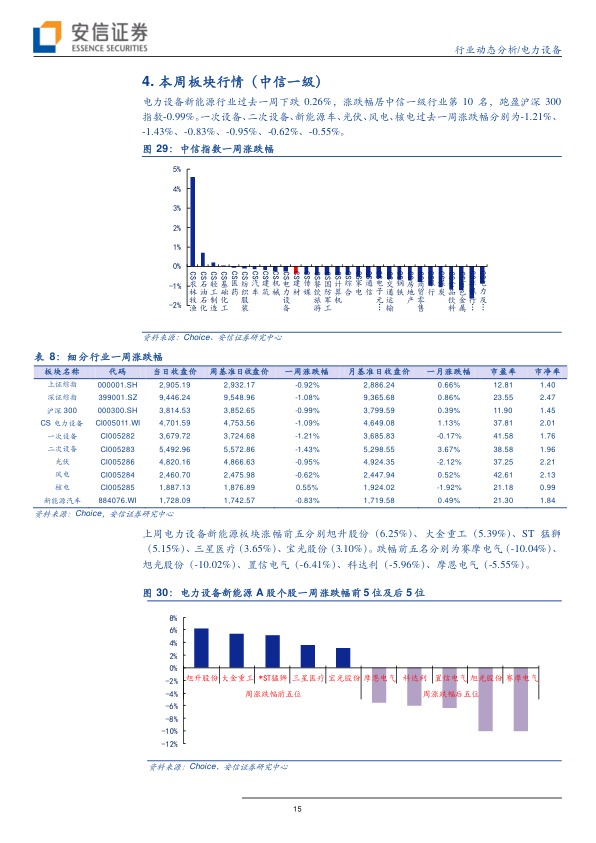 安信证券
ESSENCE SECURITIES
行业动态分析/电力设备
4. 本周板块行情（中信一级）
电力设备新能源行业过去一周下跌 0.26%，涨跌幅居中信一级行业第 10 名，跑盈沪深 300
指数-0.99%。一次设备、二次设备、新能源车、光伏、风电、核电过去一周涨跌幅分别为-1.21%、
-1.43%、-0.83%、-0.95%、-0.62%、-0.55%。
图 29：中信指数一周涨跌幅
5%
4%
3%
2%
1%
0%
-1%
-2%
CS农林牧渔
CS石油石化
CS轻工制造
CS基础化工
CS医药
CS纺织服装
CS汽车
CS建筑
CS机械
CS电力设备
CS建材
CS传媒
CS餐饮旅游
CS国防军工
CS计算机
CS综合
CS家电
CS通信
CS电子元…
CS交通运输
CS钢铁
CS房地产
CS商贸零售
资料来源：Choice，安信证券研究中心
表 8：细分行业一周涨跌幅
板块名称 代码 当日收盘价 周基准日收盘价 一周涨跌幅 月基准日收盘价 一月涨跌幅 市盈率 市净率
上证综指 000001.SH 2,905.19 2,932.17 -0.92% 2,886.24 0.66% 12.81 1.40
深证综指 399001.SZ 9,446.24 9,548.96 -1.08% 9,365.68 0.86% 23.55 2.47
沪深 300 000300.SH 3,814.53 3,852.65 -0.99% 3,799.59 0.39% 11.90 1.45
CS 电力设备 CI005011.WI 4,701.59 4,753.56 -1.09% 4,649.08 1.13% 37.81 2.01
一次设备 CI005282 3,679.72 3,724.68 -1.21% 3,685.83 -0.17% 41.58 1.76
二次设备 CI005283 5,492.96 5,572.86 -1.43% 5,298.55 3.67% 38.58 1.96
光伏 CI005286 4,820.16 4,866.63 -0.95% 4,924.35 -2.12% 37.25 2.21
风电 CI005284 2,460.70 2,475.98 -0.62% 2,447.94 0.52% 42.61 2.13
核电 CI005285 1,887.13 1,876.89 0.55% 1,924.02 -1.92% 21.18 0.99
新能源汽车 884076.WI 1,728.09 1,742.57 -0.83% 1,719.58 0.49% 21.30 1.84
资料来源：Choice，安信证券研究中心
上周电力设备新能源板块涨幅前五分别旭升股份（6.25%）、大金重工（5.39%）、ST 猛狮
（5.15%）、三星医疗（3.65%）、宝光股份（3.10%）。跌幅前五名分别为赛摩电气（-10.04%）、
旭光股份（-10.02%）、置信电气（-6.41%）、科达利（-5.96%）、摩恩电气（-5.55%）。
图 30：电力设备新能源 A 股个股一周涨跌幅前 5 位及后 5 位
8%
6%
4%
2%
0%
-2%
-4%
-6%
-8%
-10%
-12%
旭升股份 大金重工 *ST猛狮 三星医疗 宝光股份 摩恩电气 科达利 置信电气 旭光股份 赛摩电气
周涨跌幅前五位 周涨跌幅后五位
资料来源：Choice，安信证券研究中心
15